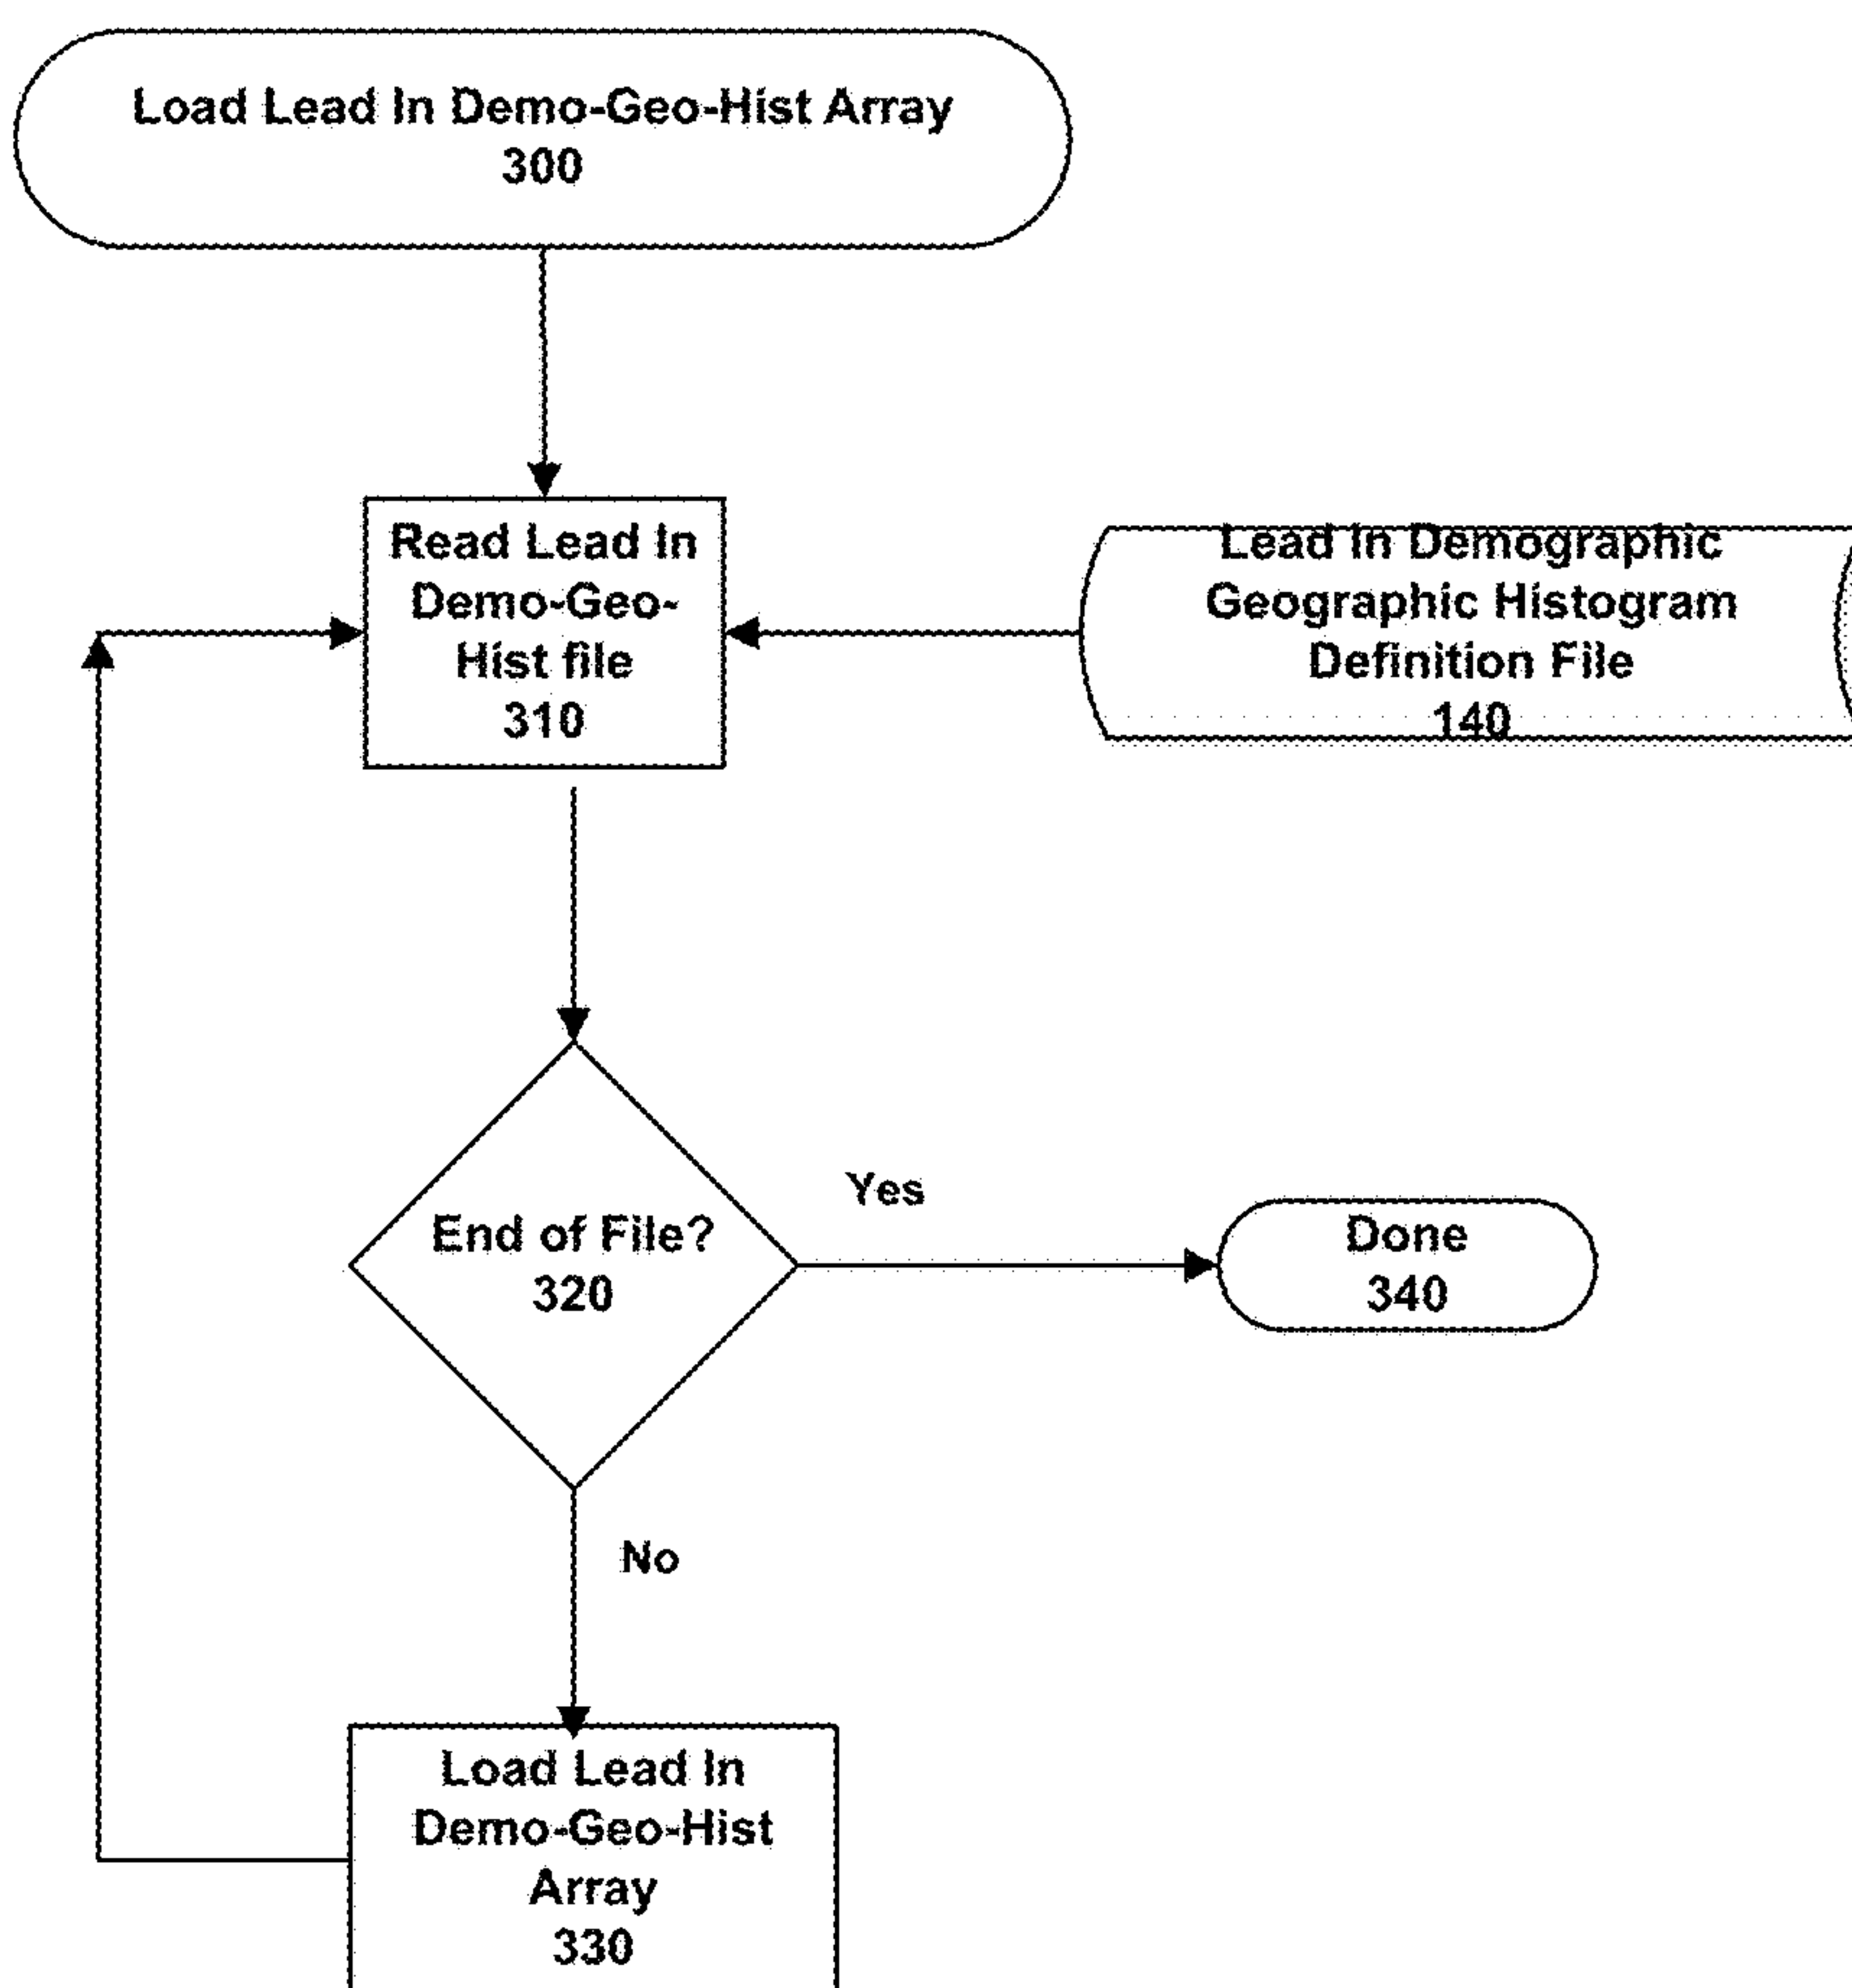 Load Lead In Demo-Geo-Hist Array
300
Read Lead In
Demo-Geo-
Hist file
310
Lead In Demographic
Geographic Histogram
Definition File
140
End of File?
320
Yes
Done
340
No
Load Lead In
Demo-Geo-Hist
Array
330